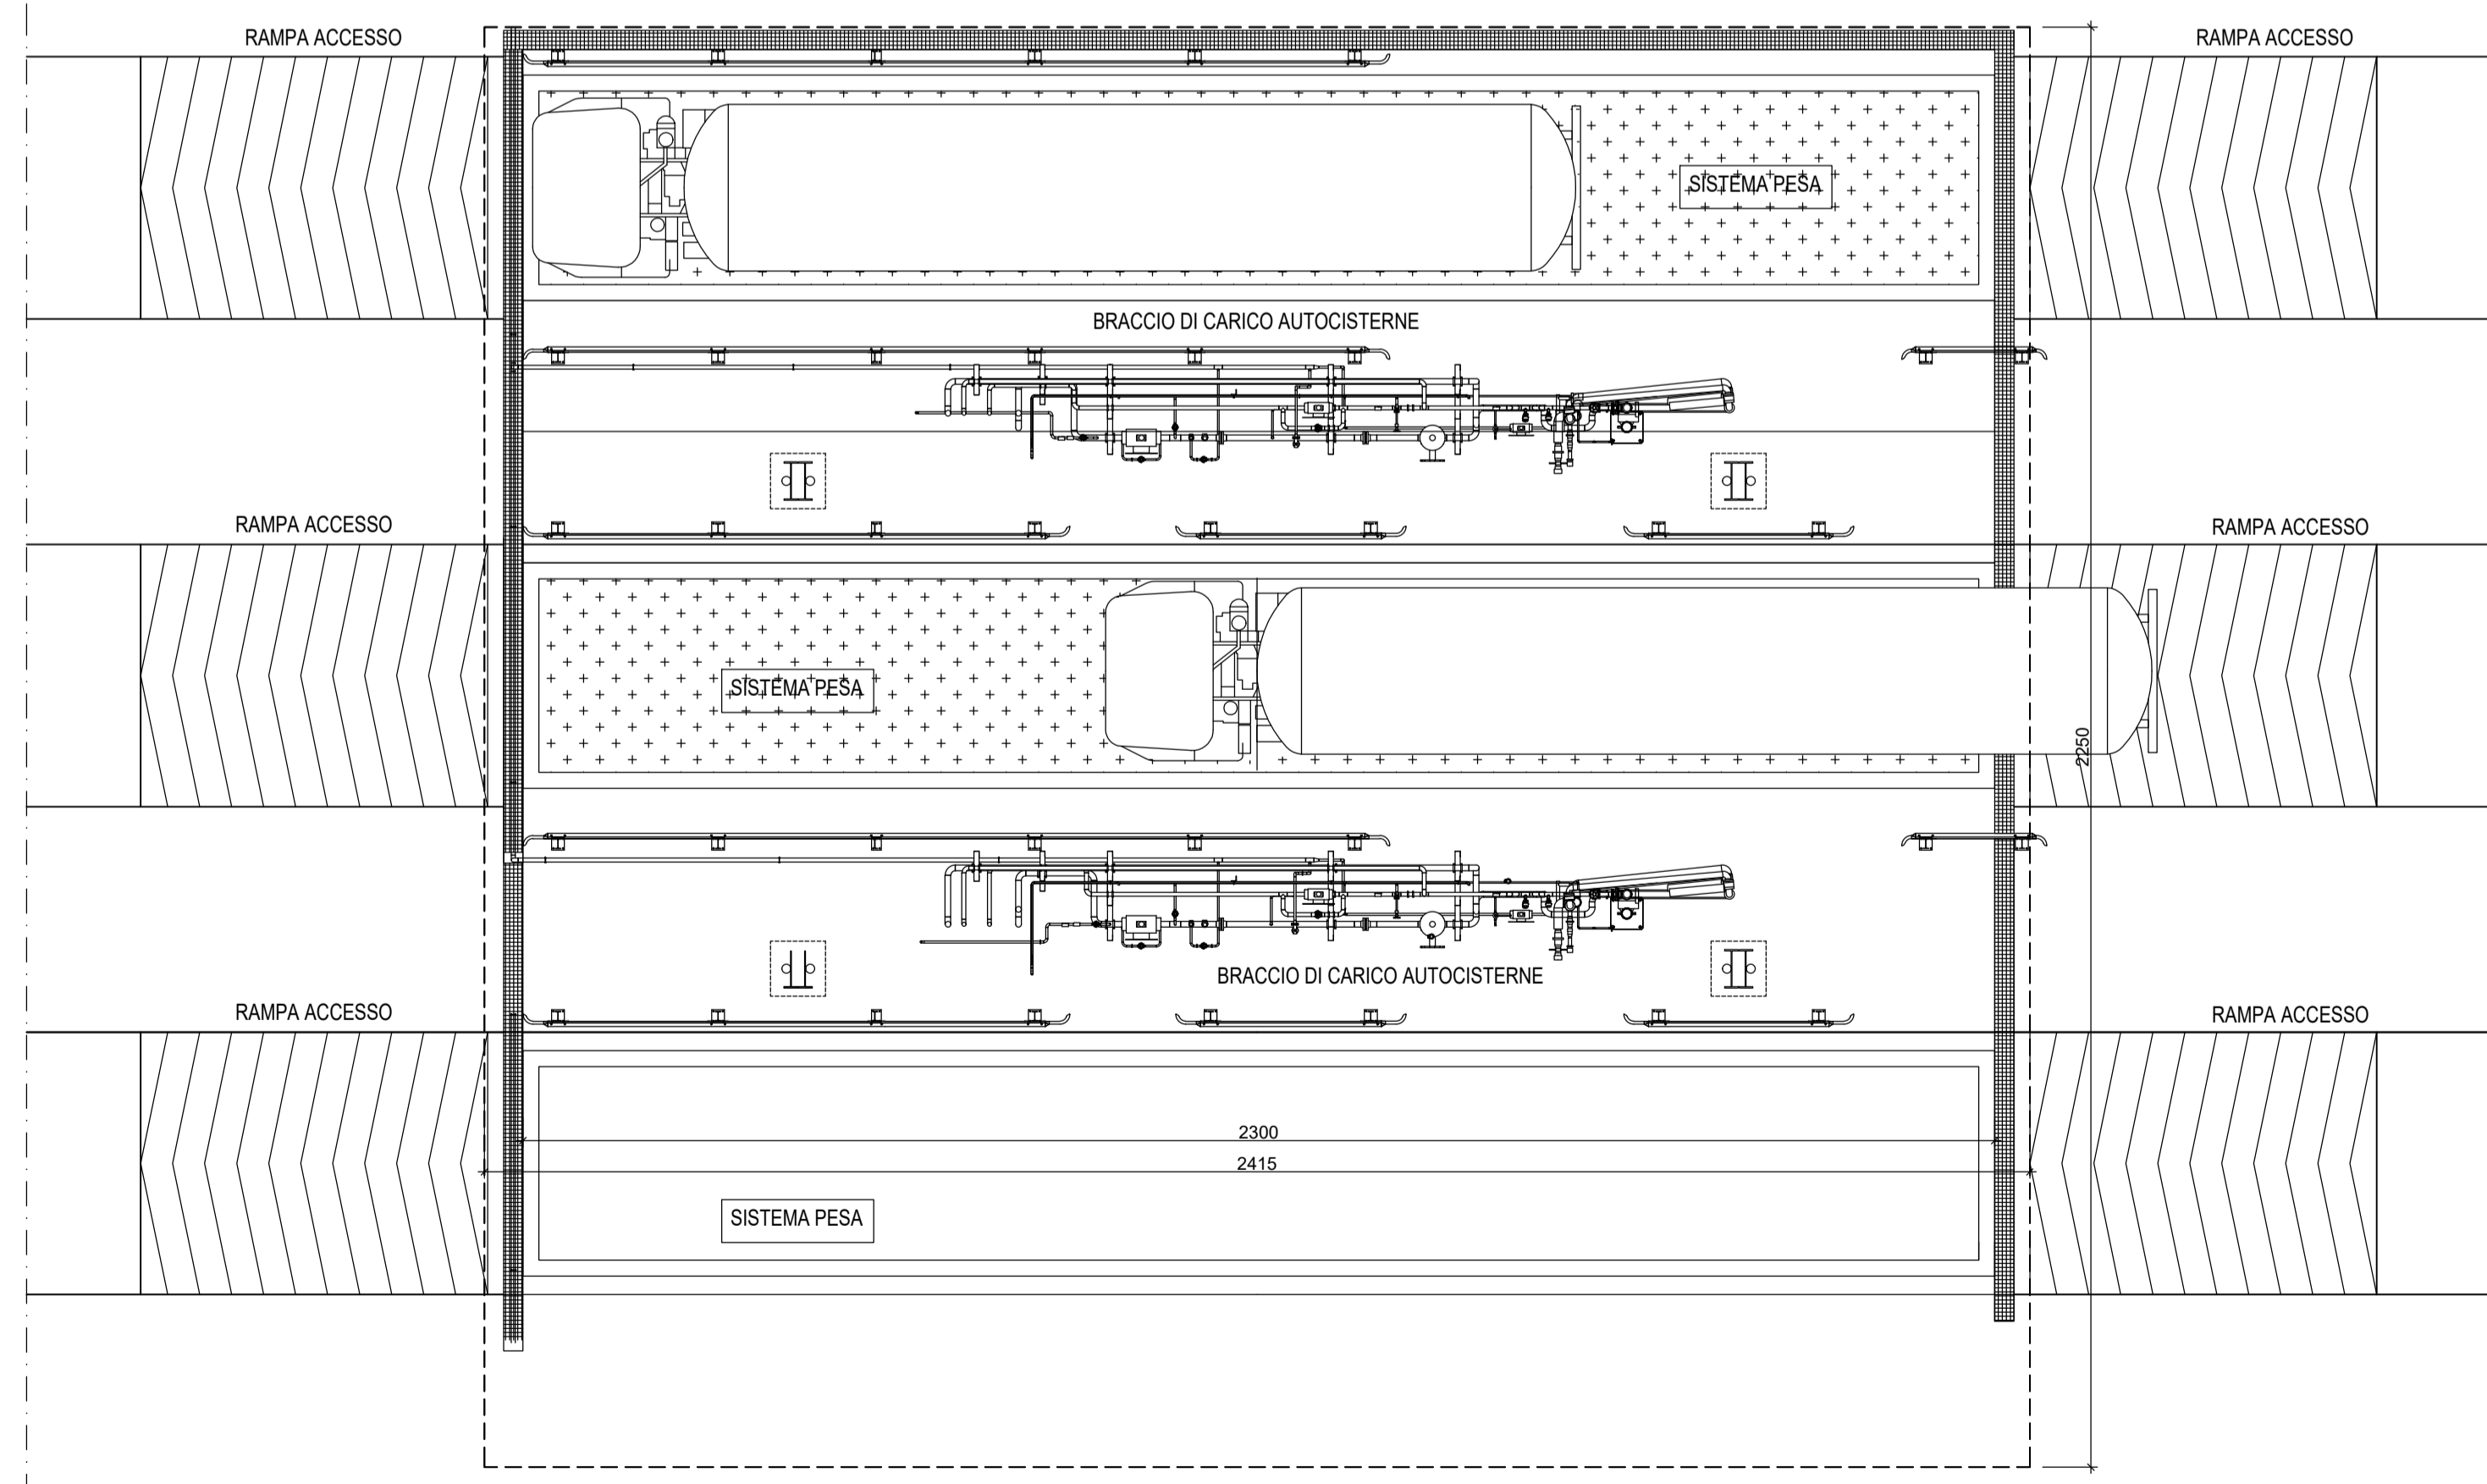 RAMPA ACCESSO
RAMPA ACCESSO
SISTEMA PESA
BRACCIO DI CARICO AUTOCISTERNE
RAMPA ACCESSO
RAMPA ACCESSO
SISTEMA PESA
2250
BRACCIO DI CARICO AUTOCISTERNE
RAMPA ACCESSO
RAMPA ACCESSO
2300
2415
SISTEMA PESA